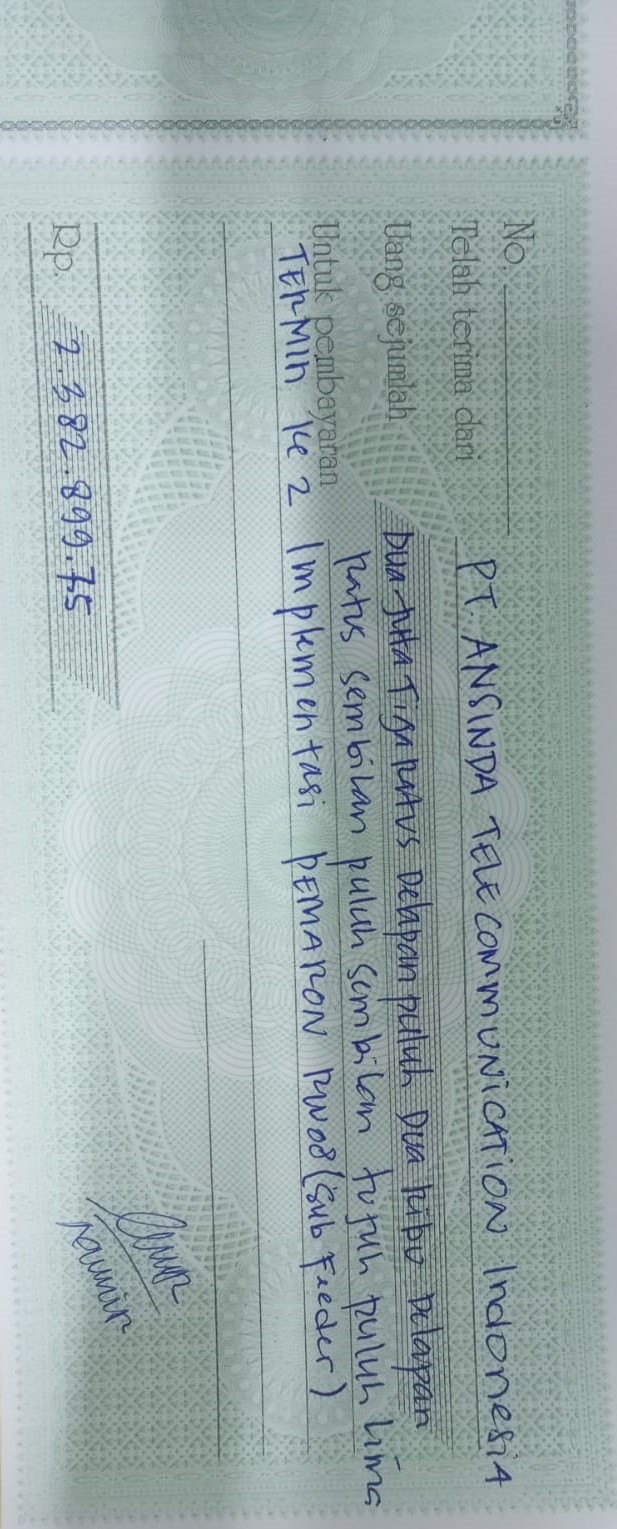 No.
Telah terima dari PT. ANSINDA TELECOMMUNICATION Indonesia
Uang sejumlah Dua Juta Tiga Ratus Delapan puluh Dua Ribu Delapan
Ratus sembilan puluh sembilan tujuh puluh Lima
Untuk pembayaran
TERMIN Ke 2 Implementasi PEMARON RW08 (Sub Feeder)
Rp. 2.382.899.75